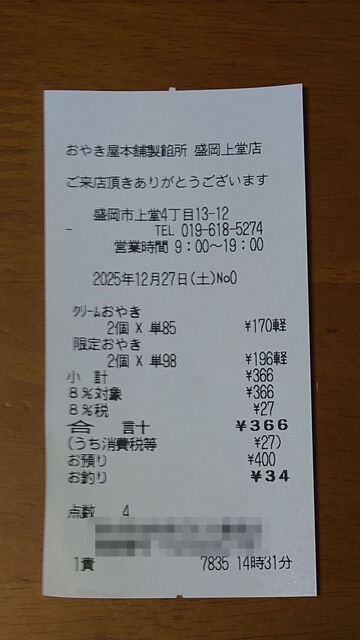 おやき屋本舗製餡所 盛岡上堂店
ご来店頂きありがとうございます
盛岡市上堂4丁目13-12
TEL 019-618-5274
営業時間 9:00〜19:00
2025年12月27日(土)No0
クリームおやき
2個 X 単85 ¥170軽
限定おやき
2個 X 単98 ¥196軽
小 計 ¥366
8%対象 ¥366
8%税 ¥27
合 計 ¥366
(うち消費税等 ¥27)
お預り ¥400
お釣り ¥34
点数 4
1責 7835 14時31分